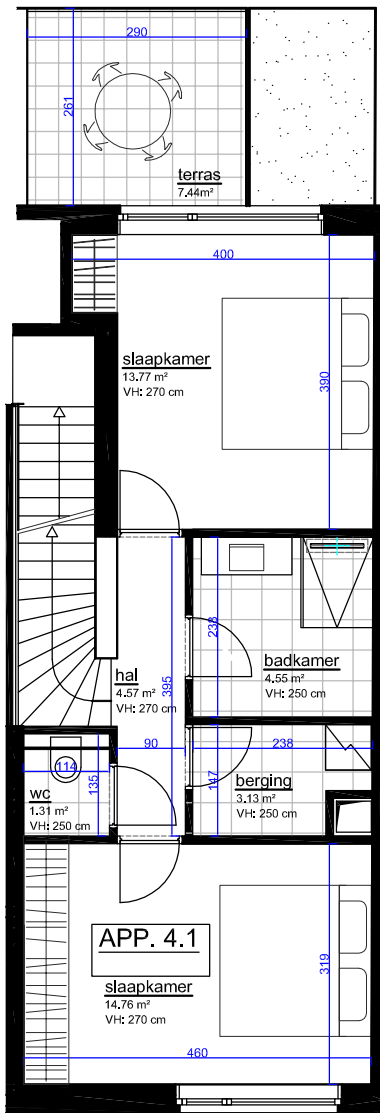 290
261
terras
7.44m²
400
slaapkamer
13.77 m²
VH: 270 cm
390
238
badkamer
4.55 m²
VH: 250 cm
hal
4.57 m²
VH: 270 cm
395
90
238
147
berging
3.13 m²
VH: 250 cm
114
135
wc
1.31 m²
VH: 250 cm
APP. 4.1
slaapkamer
14.76 m²
VH: 270 cm
319
460